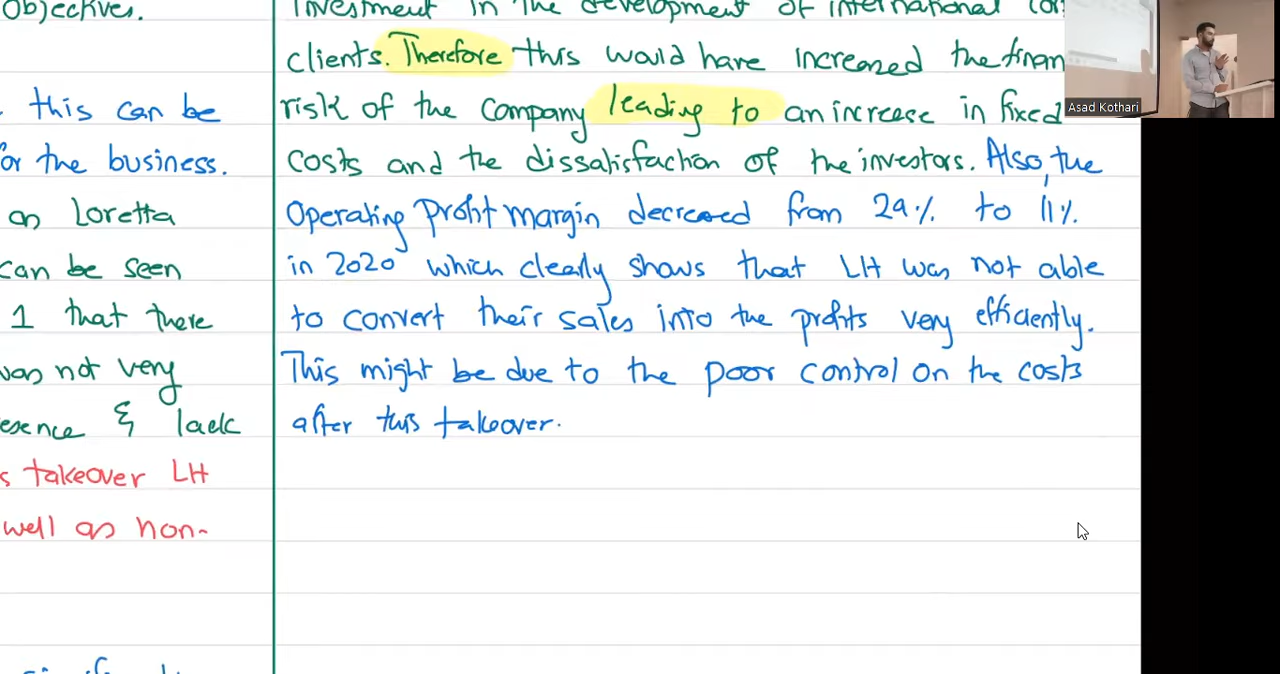 Objectives.
this can be
for the business.
as Loretta
can be seen
1 that there
was not very
esence & lack
s takeover LH
well as non-
Investment in the development of international
clients. Therefore this would have increased the finan
risk of the Company leading to an increase in fixed
costs and the dissatisfaction of the investors. Also, the
Operating Profit margin decreased from 29% to 11%
in 2020 which clearly shows that LH was not able
to convert their sales into the profits very efficiently.
This might be due to the poor control on the costs
after this takeover.
Asad Kothari